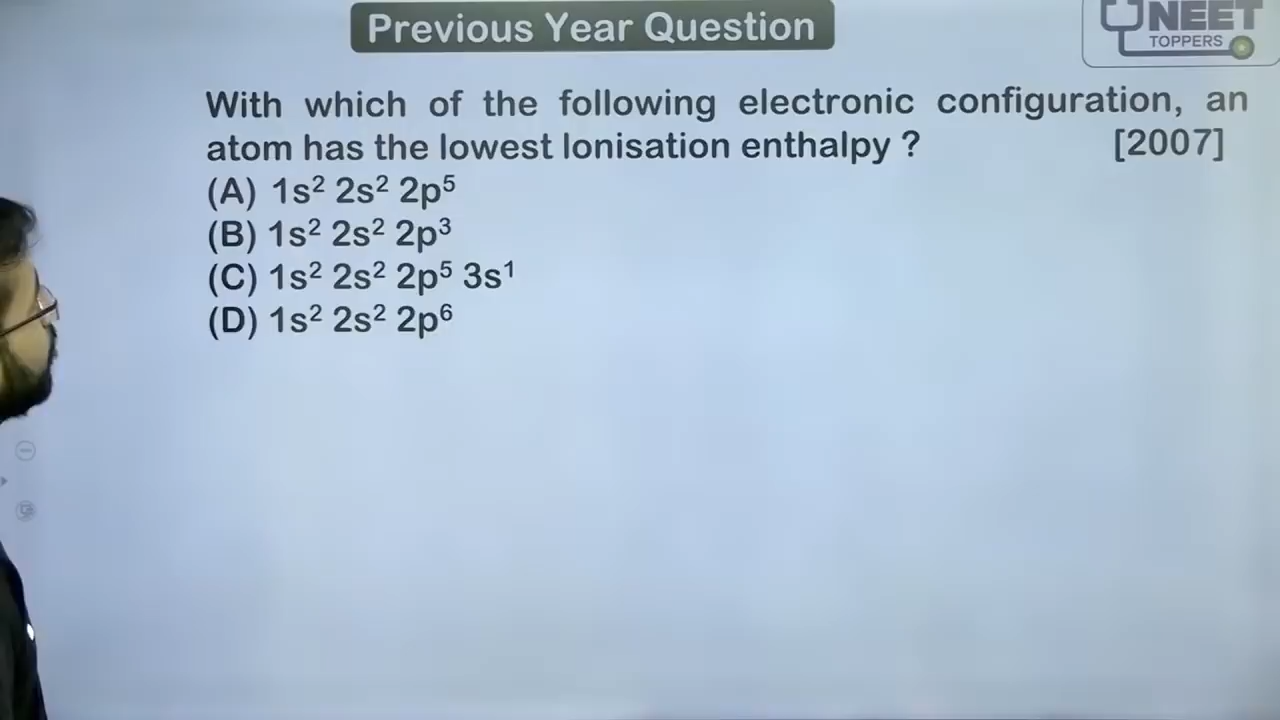 Previous Year Question
NEET
TOPPERS
With which of the following electronic configuration, an
atom has the lowest Ionisation enthalpy ? [2007]
(A) 1s² 2s² 2p⁵
(B) 1s² 2s² 2p³
(C) 1s² 2s² 2p⁵ 3s¹
(D) 1s² 2s² 2p⁶